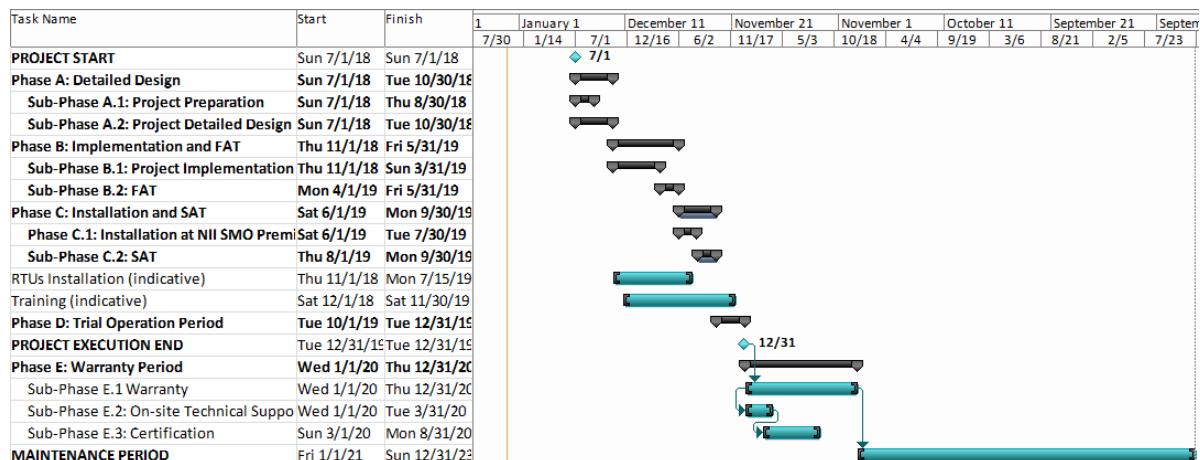 Task Name Start Finish 1 January 1 December 11 November 21 November 1 October 11 September 21 Septem
7/30 1/14 7/1 12/16 6/2 11/17 5/3 10/18 4/4 9/19 3/6 8/21 2/5 7/23
PROJECT START Sun 7/1/18 Sun 7/1/18 7/1
Phase A: Detailed Design Sun 7/1/18 Tue 10/30/18
Sub-Phase A.1: Project Preparation Sun 7/1/18 Thu 8/30/18
Sub-Phase A.2: Project Detailed Design Sun 7/1/18 Tue 10/30/18
Phase B: Implementation and FAT Thu 11/1/18 Fri 5/31/19
Sub-Phase B.1: Project Implementation Thu 11/1/18 Sun 3/31/19
Sub-Phase B.2: FAT Mon 4/1/19 Fri 5/31/19
Phase C: Installation and SAT Sat 6/1/19 Mon 9/30/19
Phase C.1: Installation at NII SMO Premi Sat 6/1/19 Tue 7/30/19
Sub-Phase C.2: SAT Thu 8/1/19 Mon 9/30/19
RTUs Installation (indicative) Thu 11/1/18 Mon 7/15/19
Training (indicative) Sat 12/1/18 Sat 11/30/19
Phase D: Trial Operation Period Tue 10/1/19 Tue 12/31/19
PROJECT EXECUTION END Tue 12/31/19 Tue 12/31/19 12/31
Phase E: Warranty Period Wed 1/1/20 Thu 12/31/20
Sub-Phase E.1 Warranty Wed 1/1/20 Thu 12/31/20
Sub-Phase E.2: On-site Technical Suppo Wed 1/1/20 Tue 3/31/20
Sub-Phase E.3: Certification Sun 3/1/20 Mon 8/31/20
MAINTENANCE PERIOD Fri 1/1/21 Sun 12/31/23